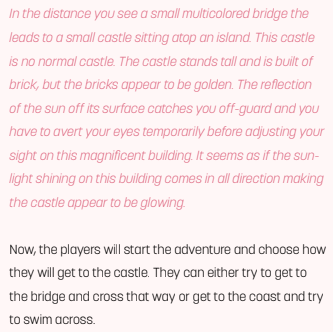 In the distance you see a small multicolored bridge the
leads to a small castle sitting atop an island. This castle
is no normal castle. The castle stands tall and is built of
brick, but the bricks appear to be golden. The reflection
of the sun off its surface catches you off-guard and you
have to avert your eyes temporarily before adjusting your
sight on this magnificent building. It seems as if the sun-
light shining on this building comes in all direction making
the castle appear to be glowing.
Now, the players will start the adventure and choose how
they will get to the castle. They can either try to get to
the bridge and cross that way or get to the coast and try
to swim across.